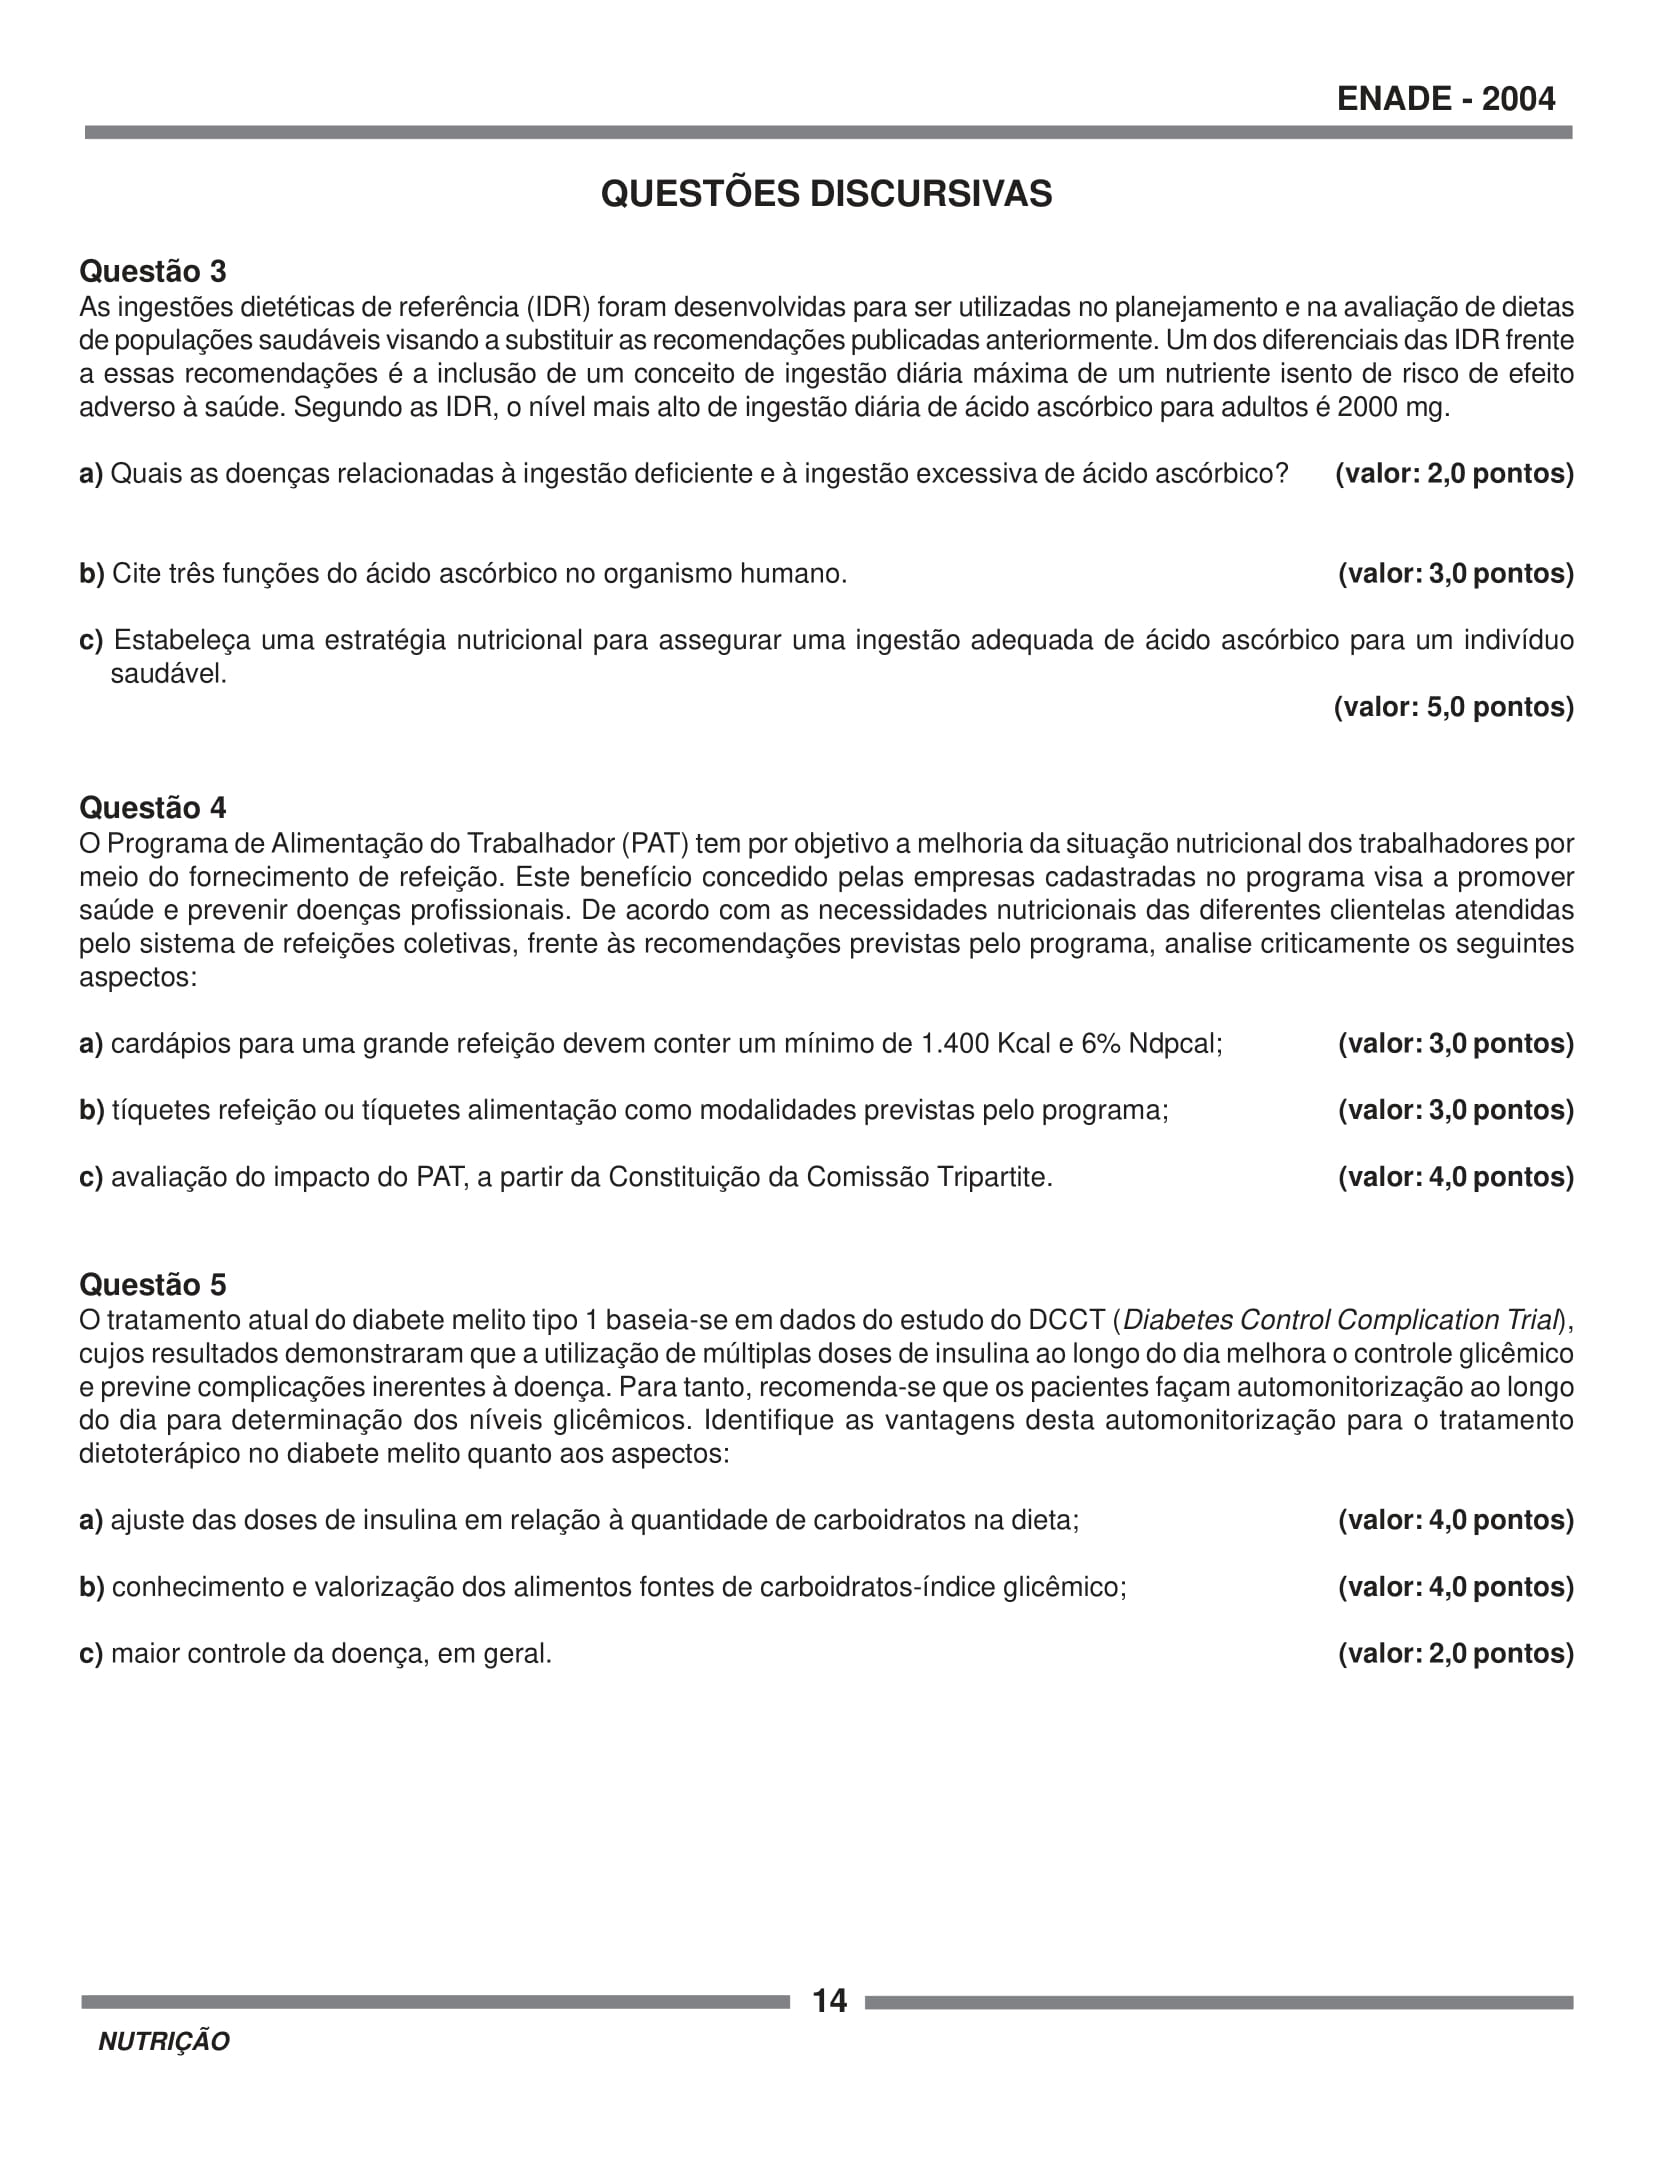 ENADE - 2004
QUESTÕES DISCURSIVAS
Questão 3
As ingestões dietéticas de referência (IDR) foram desenvolvidas para ser utilizadas no planejamento e na avaliação de dietas
de populações saudáveis visando a substituir as recomendações publicadas anteriormente. Um dos diferenciais das IDR frente
a essas recomendações é a inclusão de um conceito de ingestão diária máxima de um nutriente isento de risco de efeito
adverso à saúde. Segundo as IDR, o nível mais alto de ingestão diária de ácido ascórbico para adultos é 2000 mg.
a) Quais as doenças relacionadas à ingestão deficiente e à ingestão excessiva de ácido ascórbico? (valor: 2,0 pontos)
b) Cite três funções do ácido ascórbico no organismo humano. (valor: 3,0 pontos)
c) Estabeleça uma estratégia nutricional para assegurar uma ingestão adequada de ácido ascórbico para um indivíduo
saudável.
(valor: 5,0 pontos)
Questão 4
O Programa de Alimentação do Trabalhador (PAT) tem por objetivo a melhoria da situação nutricional dos trabalhadores por
meio do fornecimento de refeição. Este benefício concedido pelas empresas cadastradas no programa visa a promover
saúde e prevenir doenças profissionais. De acordo com as necessidades nutricionais das diferentes clientelas atendidas
pelo sistema de refeições coletivas, frente às recomendações previstas pelo programa, analise criticamente os seguintes
aspectos:
a) cardápios para uma grande refeição devem conter um mínimo de 1.400 Kcal e 6% Ndpcal; (valor: 3,0 pontos)
b) tíquetes refeição ou tíquetes alimentação como modalidades previstas pelo programa; (valor: 3,0 pontos)
c) avaliação do impacto do PAT, a partir da Constituição da Comissão Tripartite. (valor: 4,0 pontos)
Questão 5
O tratamento atual do diabete melito tipo 1 baseia-se em dados do estudo do DCCT (Diabetes Control Complication Trial),
cujos resultados demonstraram que a utilização de múltiplas doses de insulina ao longo do dia melhora o controle glicêmico
e previne complicações inerentes à doença. Para tanto, recomenda-se que os pacientes façam automonitorização ao longo
do dia para determinação dos níveis glicêmicos. Identifique as vantagens desta automonitorização para o tratamento
dietoterápico no diabete melito quanto aos aspectos:
a) ajuste das doses de insulina em relação à quantidade de carboidratos na dieta; (valor: 4,0 pontos)
b) conhecimento e valorização dos alimentos fontes de carboidratos-índice glicêmico; (valor: 4,0 pontos)
c) maior controle da doença, em geral. (valor: 2,0 pontos)
14
NUTRIÇÃO